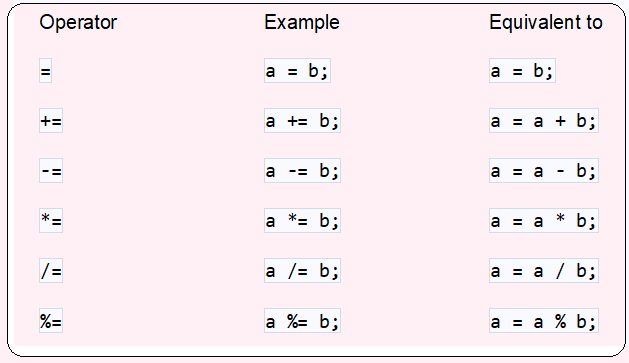 Operator Example Equivalent to
= a = b; a = b;
+= a += b; a = a + b;
-= a -= b; a = a - b;
*= a *= b; a = a * b;
/= a /= b; a = a / b;
%= a %= b; a = a % b;